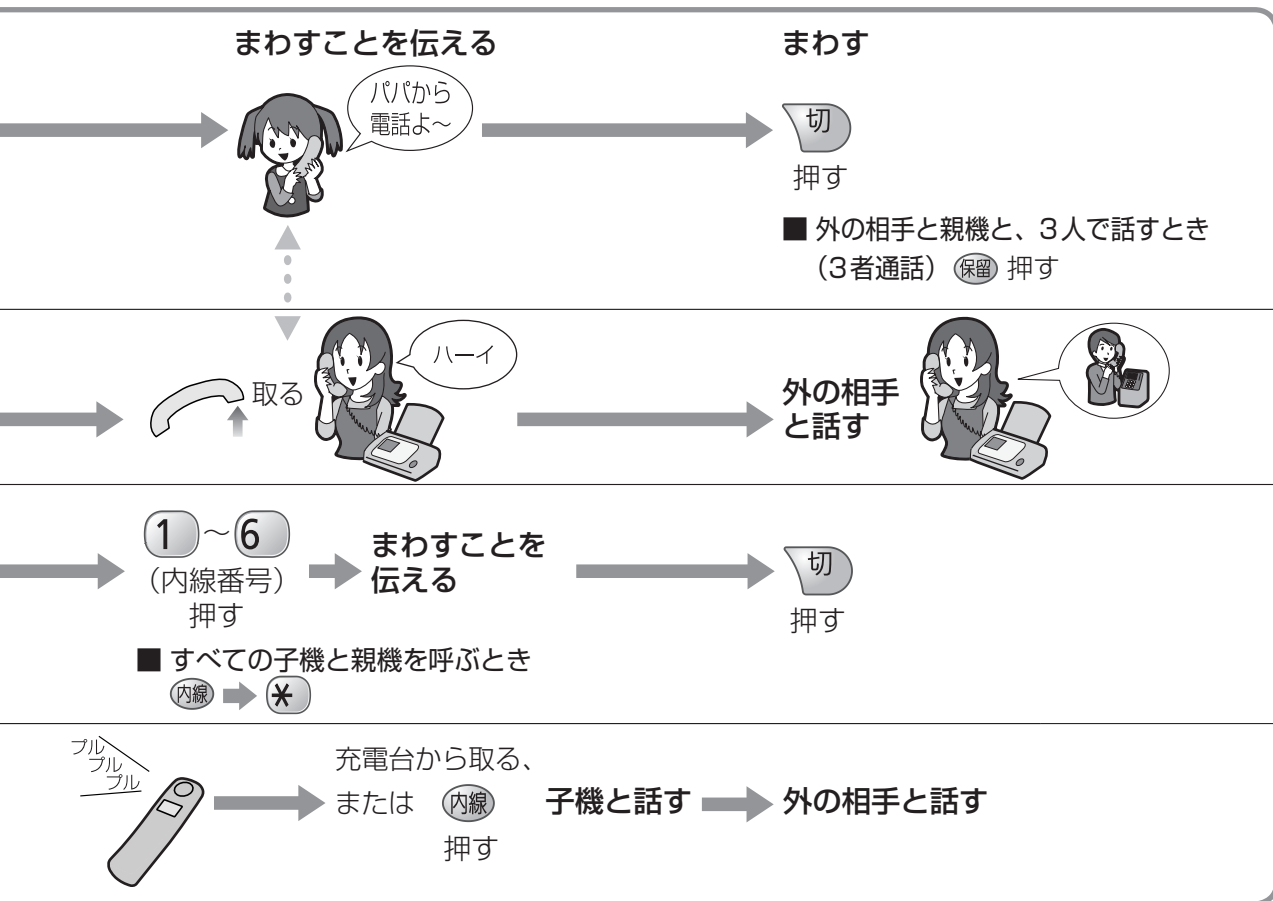 まわすことを伝える
パパから
電話よ～
まわす
切
押す
■ 外の相手と親機と、3人で話すとき
（3者通話） 保留 押す
取る
ハーイ
外の相手
と話す
1～6
（内線番号）
押す
まわすことを
伝える
切
押す
■ すべての子機と親機を呼ぶとき
内線 ＊
プル
プル
プル
充電台から取る、
または 内線
押す
子機と話す
外の相手と話す